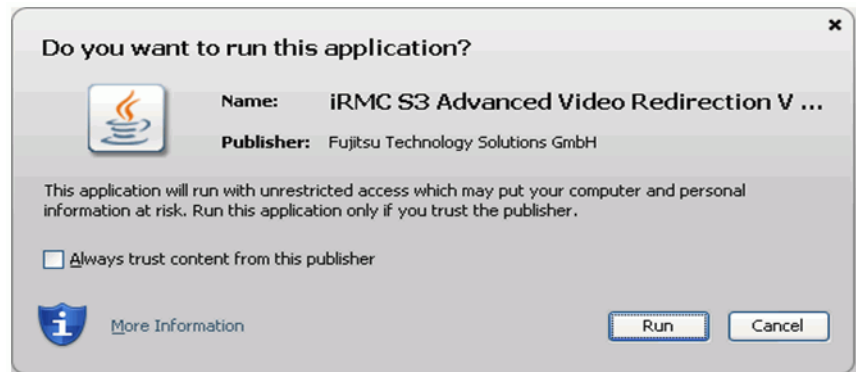 Do you want to run this application?
Name: iRMC S3 Advanced Video Redirection V ...
Publisher: Fujitsu Technology Solutions GmbH
This application will run with unrestricted access which may put your computer and personal
information at risk. Run this application only if you trust the publisher.
Always trust content from this publisher
More Information
Run Cancel